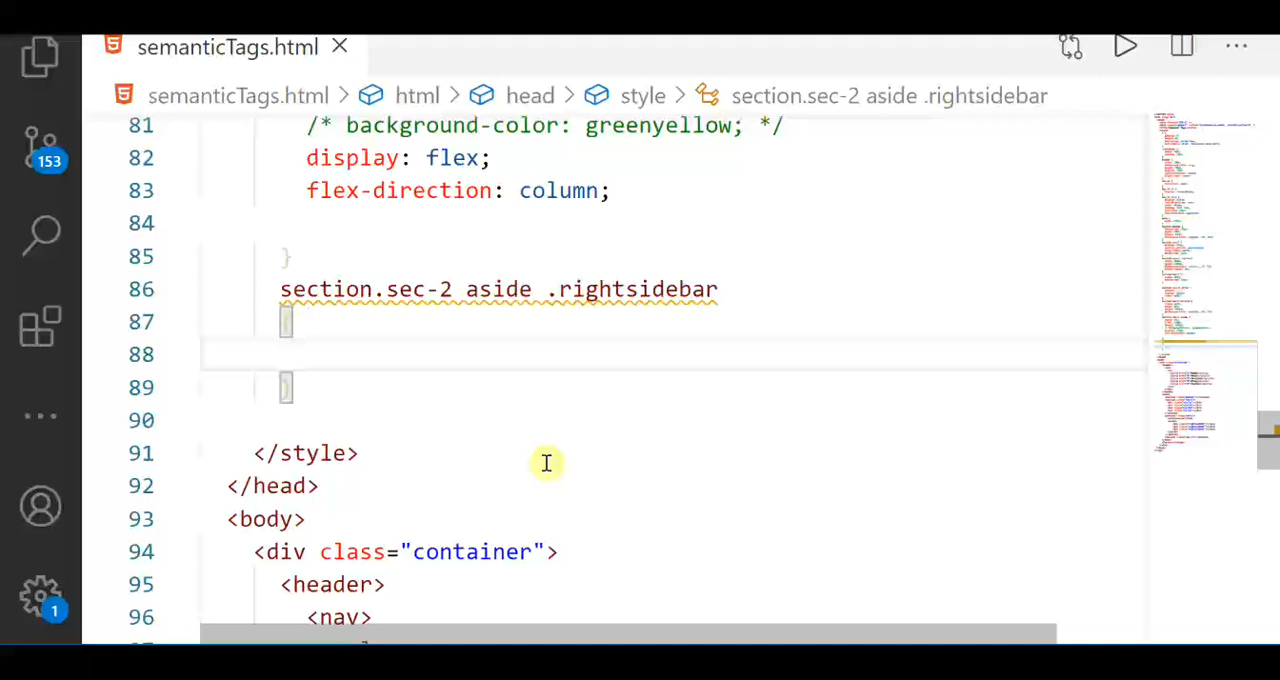 semanticTags.html
semanticTags.html > html > head > style > section.sec-2 aside .rightsidebar
81 /* background-color: greenyellow; */
82 display: flex;
83 flex-direction: column;
84
85 }
86 section.sec-2 aside .rightsidebar
87 {
88
89 }
90
91 </style>
92 </head>
93 <body>
94 <div class="container">
95 <header>
96 <nav>
153
1